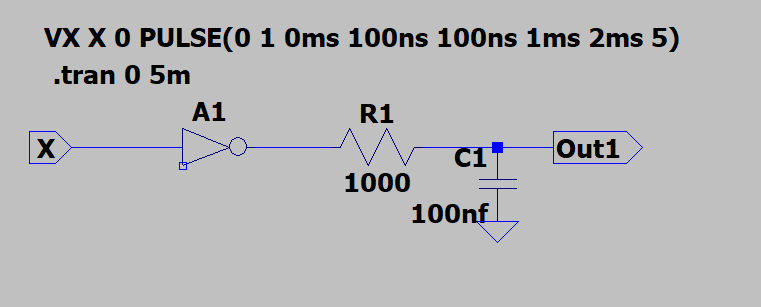 VX X 0 PULSE(0 1 0ms 100ns 100ns 1ms 2ms 5)
.tran 0 5m
A1
R1
X
C1
Out1
1000
100nf